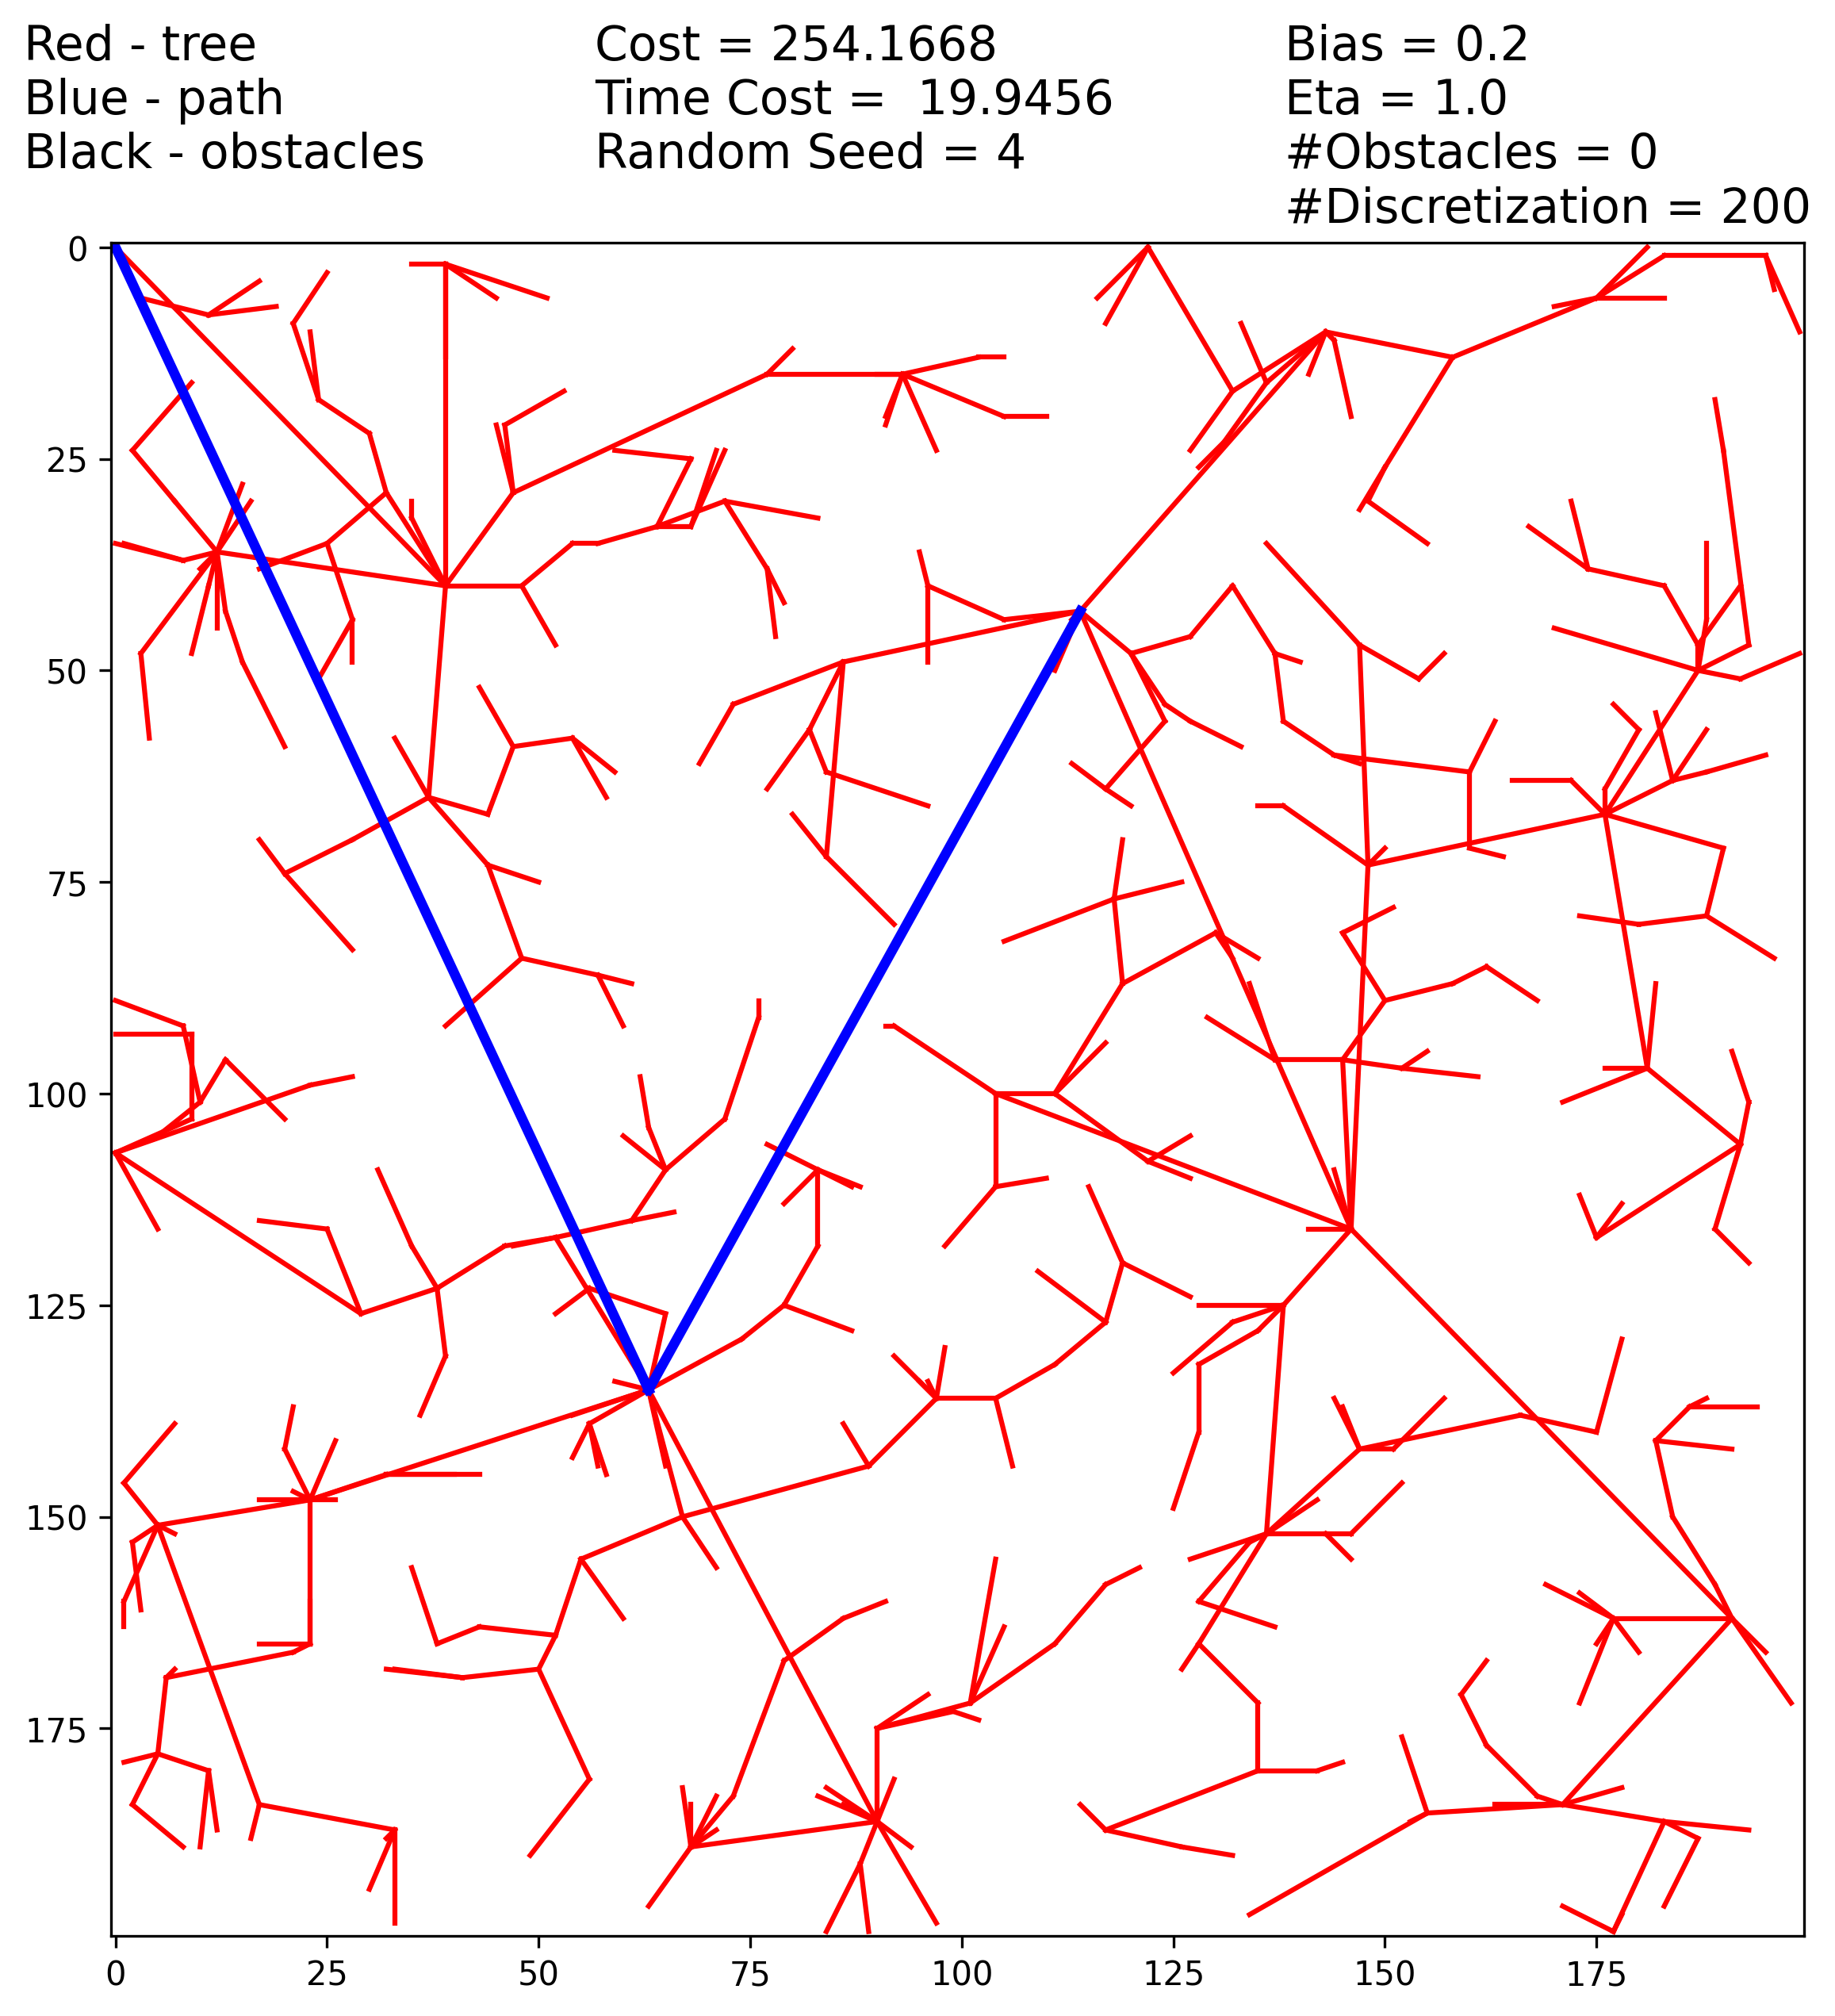 Red - tree
Blue - path
Black - obstacles
Cost = 254.1668
Time Cost =  19.9456
Random Seed = 4
Bias = 0.2
Eta = 1.0
#Obstacles = 0
#Discretization = 200
0
25
50
75
100
125
150
175
0 25 50 75 100 125 150 175